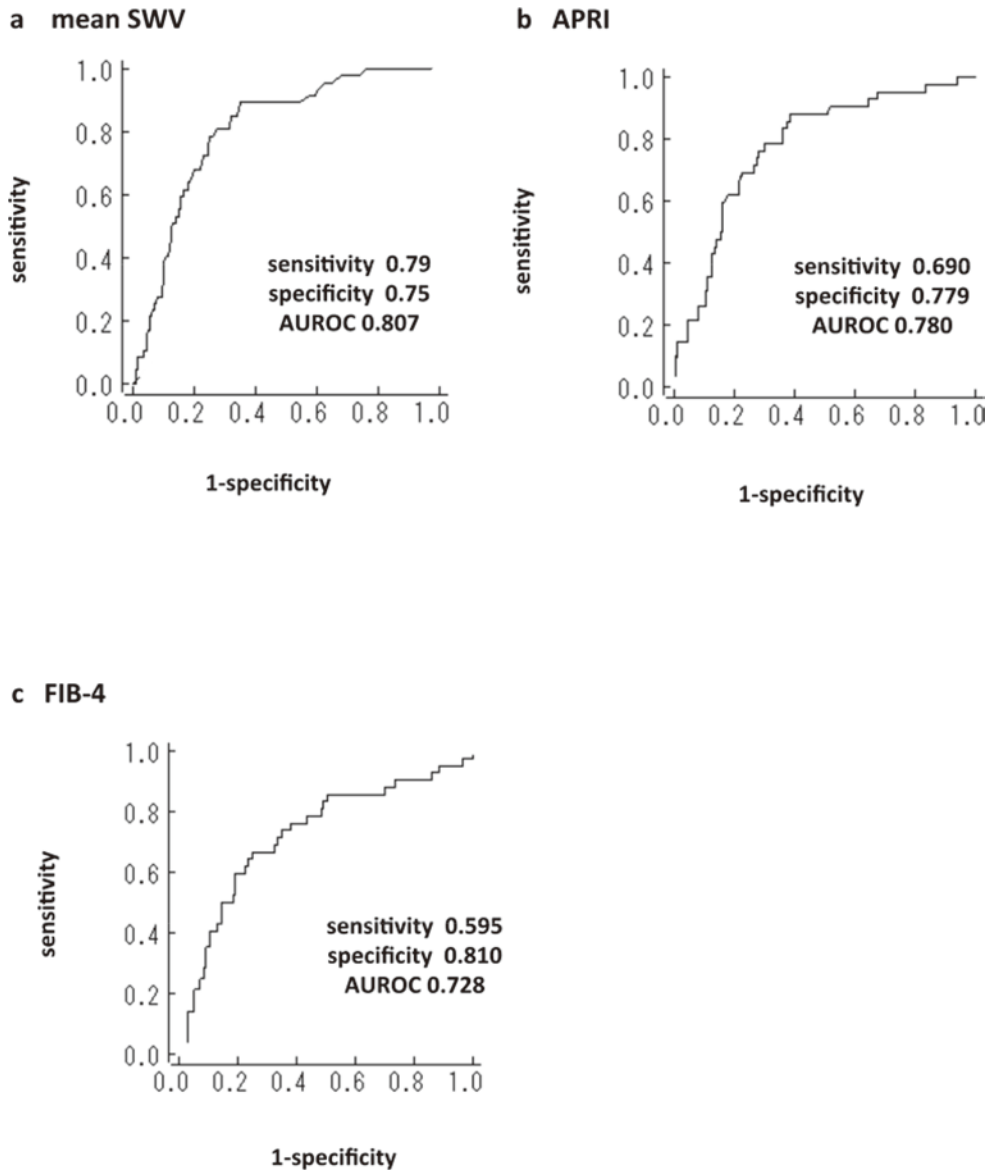 a mean SWV
1.0
0.8
0.6
0.4
0.2
0.0
sensitivity
sensitivity 0.79
specificity 0.75
AUROC 0.807
0.0 0.2 0.4 0.6 0.8 1.0
1-specificity
b APRI
1.0
0.8
0.6
0.4
0.2
0.0
sensitivity
sensitivity 0.690
specificity 0.779
AUROC 0.780
0.0 0.2 0.4 0.6 0.8 1.0
1-specificity
c FIB-4
1.0
0.8
0.6
0.4
0.2
0.0
sensitivity
sensitivity 0.595
specificity 0.810
AUROC 0.728
0.0 0.2 0.4 0.6 0.8 1.0
1-specificity